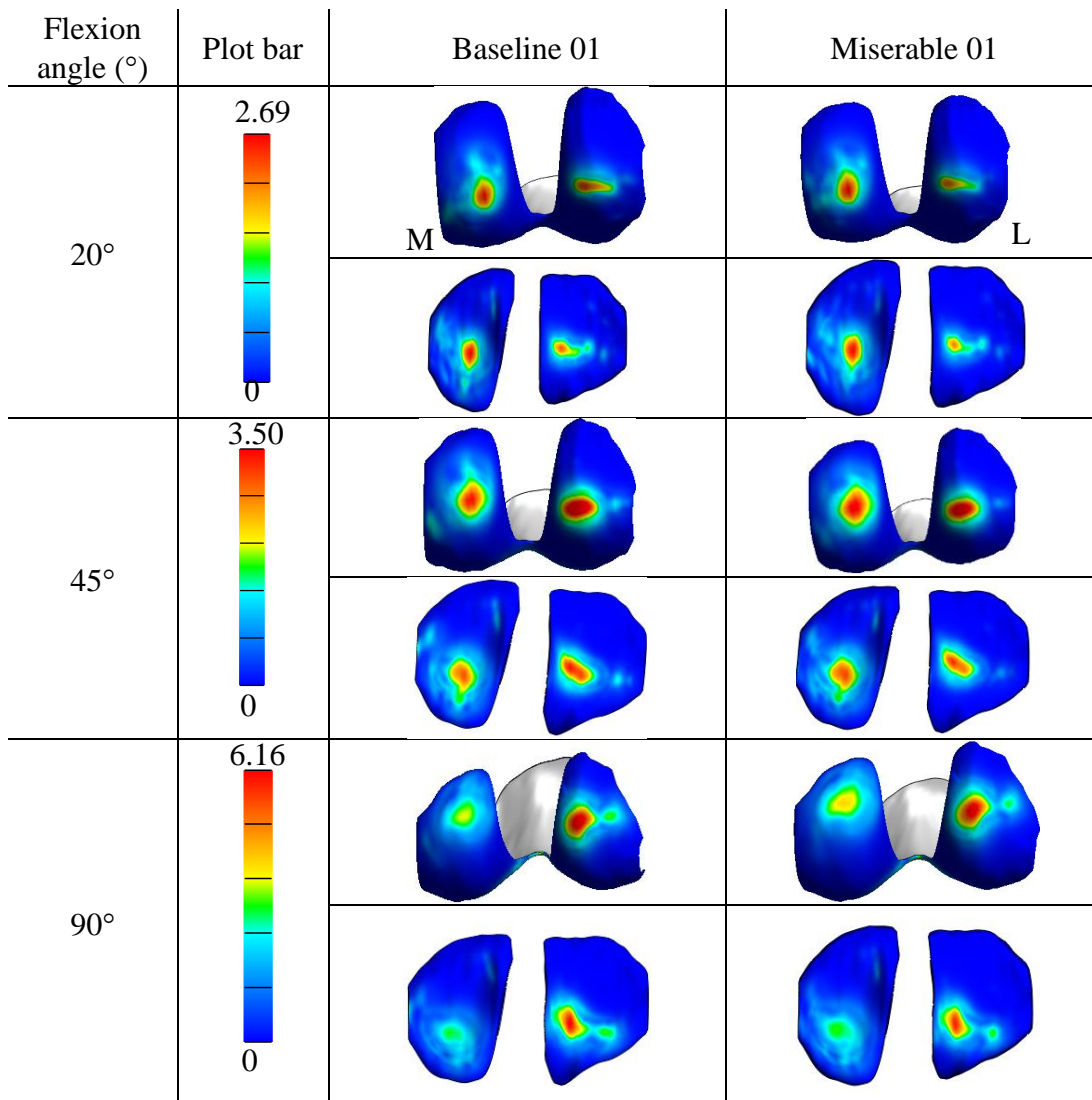 Flexion
angle (°)
Plot bar
Baseline 01
Miserable 01
20°
2.69
0
M
L
45°
3.50
0
90°
6.16
0